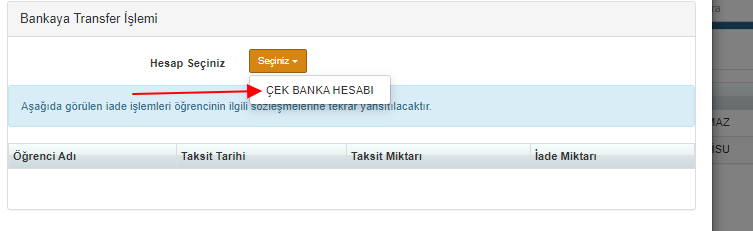 Bankaya Transfer İşlemi
Hesap Seçiniz Seçiniz
ÇEK BANKA HESABI
Aşağıda görülen iade işlemleri öğrencinin ilgili sözleşmelerine tekrar yansıtılacaktır.
Öğrenci Adı Taksit Tarihi Taksit Miktarı İade Miktarı